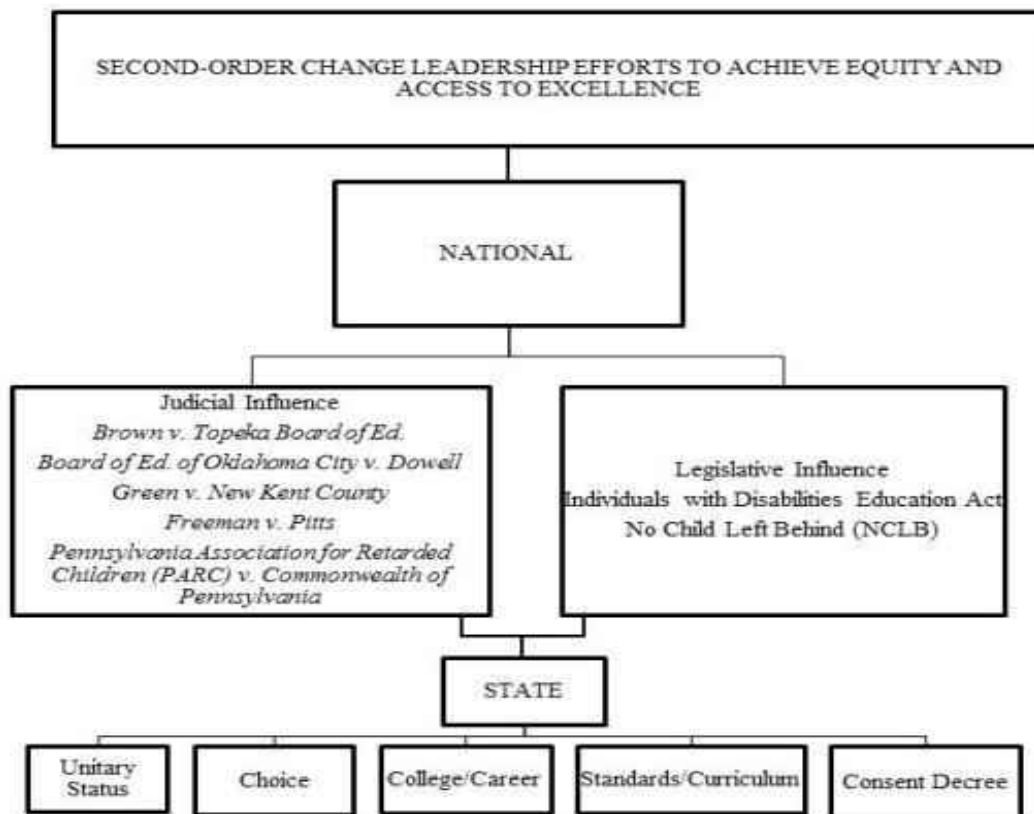 SECOND-ORDER CHANGE LEADERSHIP EFFORTS TO ACHIEVE EQUITY AND
ACCESS TO EXCELLENCE
NATIONAL
Judicial Influence
Brown v. Topeka Board of Ed.
Board of Ed. of Oklahoma City v. Dowell
Green v. New Kent County
Freeman v. Pitts
Pennsylvania Association for Retarded
Children (PARC) v. Commonwealth of
Pennsylvania
Legislative Influence
Individuals with Disabilities Education Act
No Child Left Behind (NCLB)
STATE
Unitary
Status
Choice
College/Career
Standards/Curriculum
Consent Decree